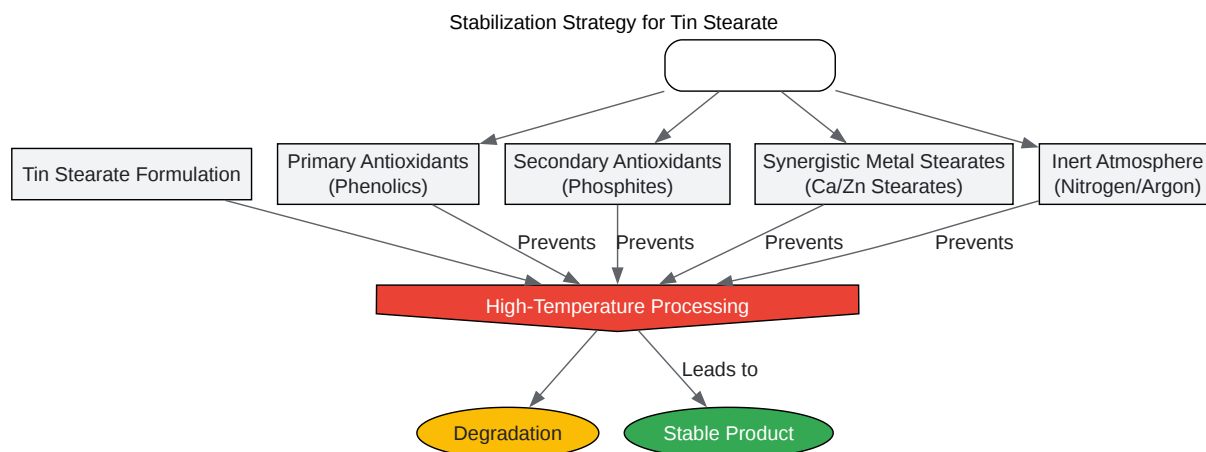 Stabilization Strategy for Tin Stearate
Tin Stearate Formulation
Primary Antioxidants
(Phenolics)
Secondary Antioxidants
(Phosphites)
Synergistic Metal Stearates
(Ca/Zn Stearates)
Inert Atmosphere
(Nitrogen/Argon)
Prevents
Prevents
Prevents
Prevents
High-Temperature Processing
Leads to
Degradation
Stable Product